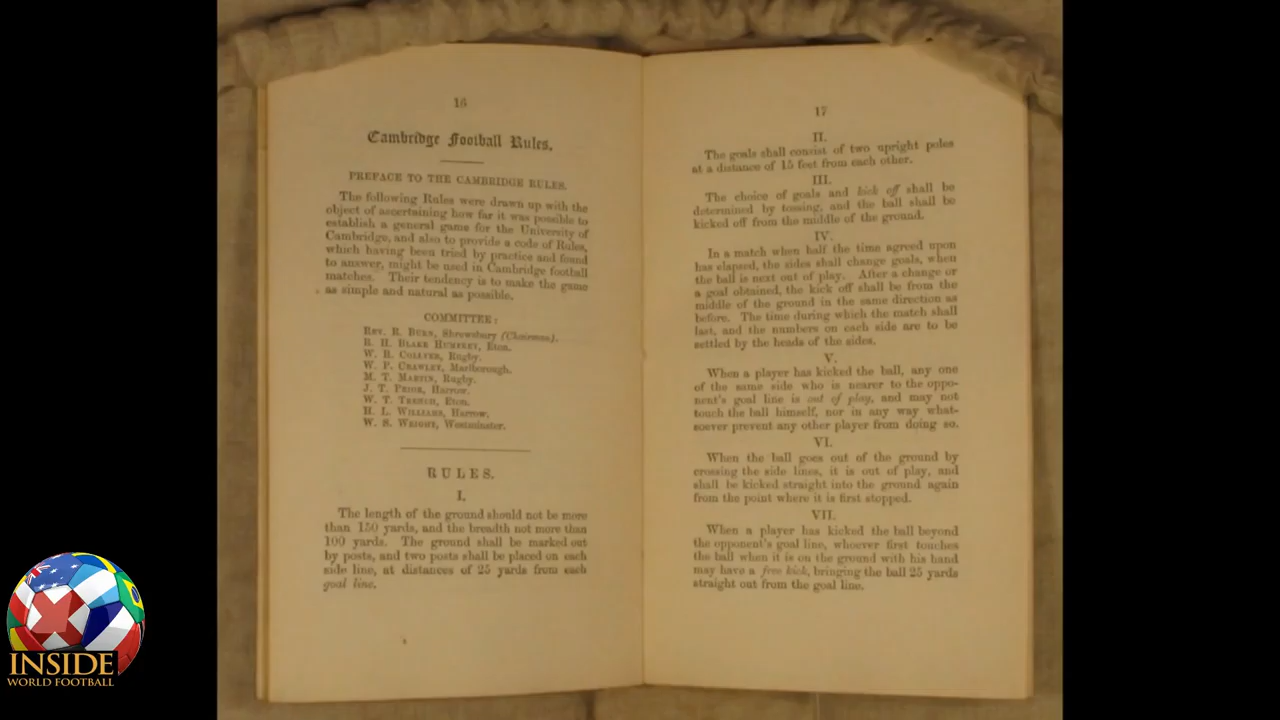 16
Cambridge Football Rules.
PREFACE TO THE CAMBRIDGE RULES.
The following Rules were drawn up with the
object of ascertaining how far it was possible to
establish a general game for the University of
Cambridge, and also to provide a code of Rules,
which having been tried by practice and found
to answer, might be used in Cambridge football
matches. Their tendency is to make the game
as simple and natural as possible.
COMMITTEE:
REV. R. BURN, Shrewsbury (Chairman).
R. H. BLAKE HUMFREY, Eton.
W. R. COLLYER, Rugby.
W. P. CRAWLEY, Marlborough.
M. T. MARTIN, Rugby.
J. T. PRIOR, Harrow.
W. T. TRENCH, Eton.
H. L. WILLIAMS, Harrow.
W. S. WRIGHT, Westminster.
RULES.
I.
The length of the ground should not be more
than 150 yards, and the breadth not more than
100 yards. The ground shall be marked out
by posts, and two posts shall be placed on each
side line, at distances of 25 yards from each
goal line.
17
II.
The goals shall consist of two upright poles
at a distance of 15 feet from each other.
III.
The choice of goals and kick off shall be
determined by tossing, and the ball shall be
kicked off from the middle of the ground.
IV.
In a match when half the time agreed upon
has elapsed, the sides shall change goals, when
the ball is next out of play. After a change or
a goal obtained, the kick off shall be from the
middle of the ground in the same direction as
before. The time during which the match shall
last, and the numbers on each side are to be
settled by the heads of the sides.
V.
When a player has kicked the ball, any one
of the same side who is nearer to the oppo-
nent's goal line is out of play, and may not
touch the ball himself, nor in any way what-
soever prevent any other player from doing so.
VI.
When the ball goes out of the ground by
crossing the side lines, it is out of play, and
shall be kicked straight into the ground again
from the point where it is first stopped.
VII.
When a player has kicked the ball beyond
the opponent's goal line, whoever first touches
the ball when it is on the ground with his hand
may have a free kick, bringing the ball 25 yards
straight out from the goal line.
INSIDE
WORLD FOOTBALL